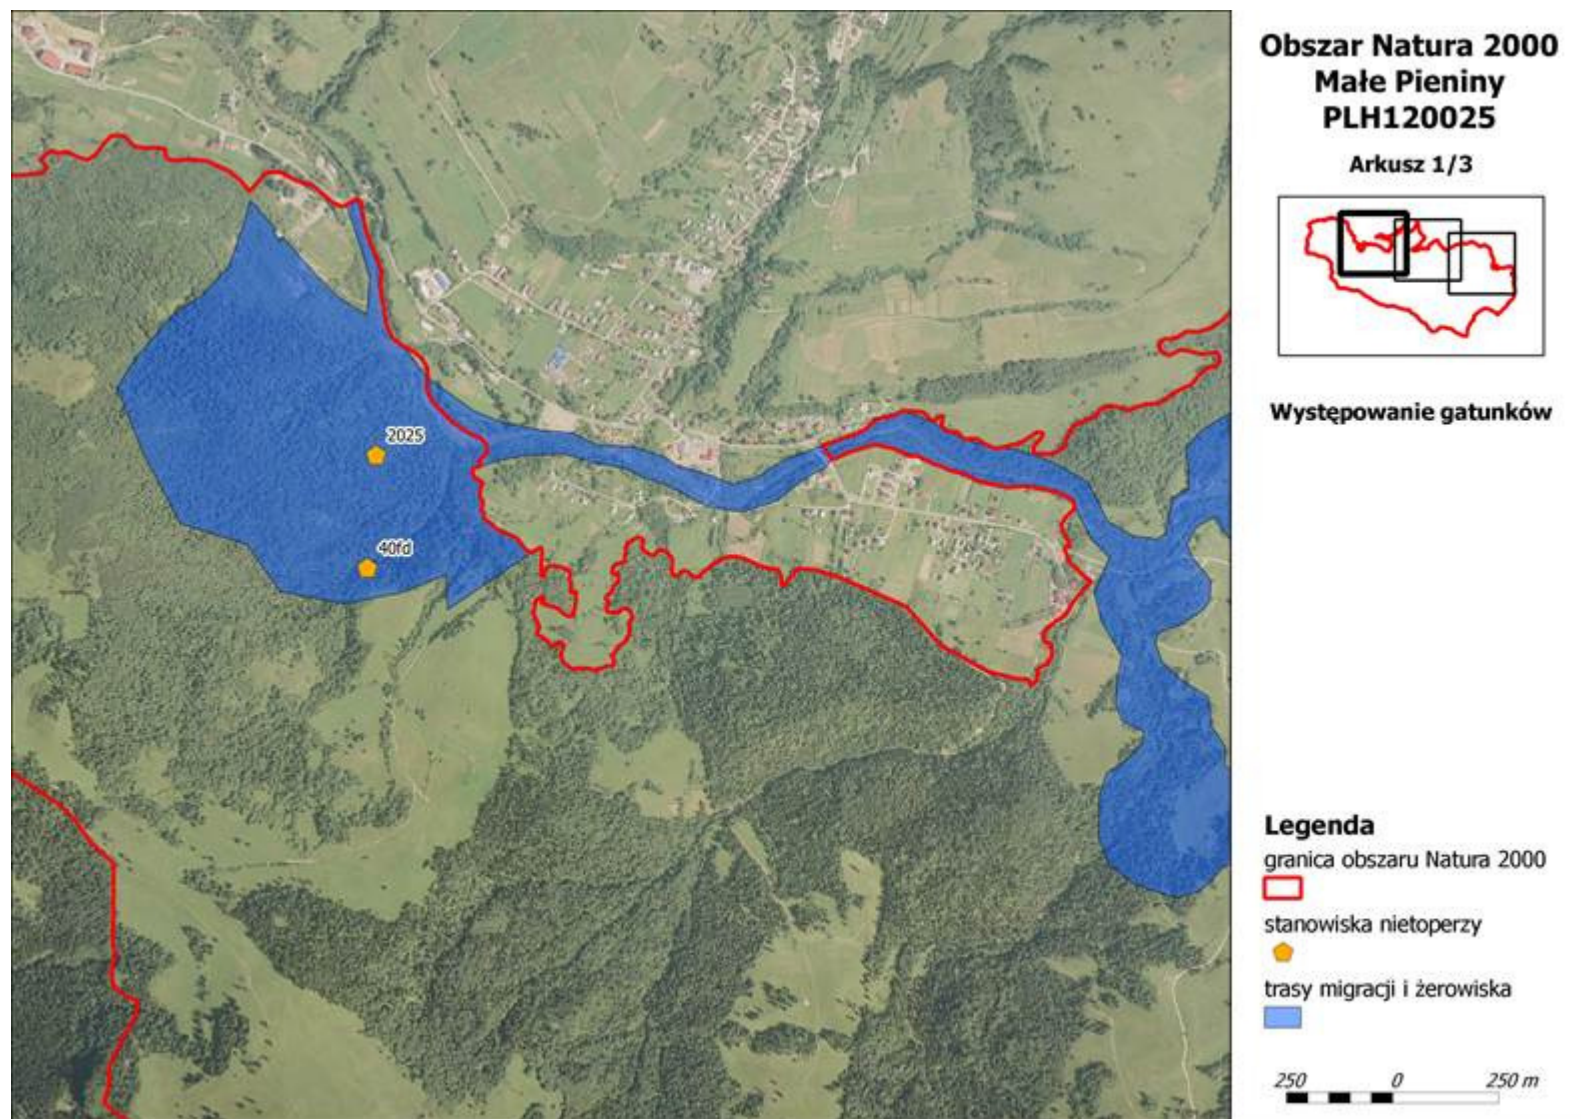 Obszar Natura 2000
Małe Pieniny
PLH120025
Arkusz 1/3
Występowanie gatunków
2025
40fd
Legenda
granica obszaru Natura 2000
stanowiska nietoperzy
trasy migracji i żerowiska
250 0 250 m